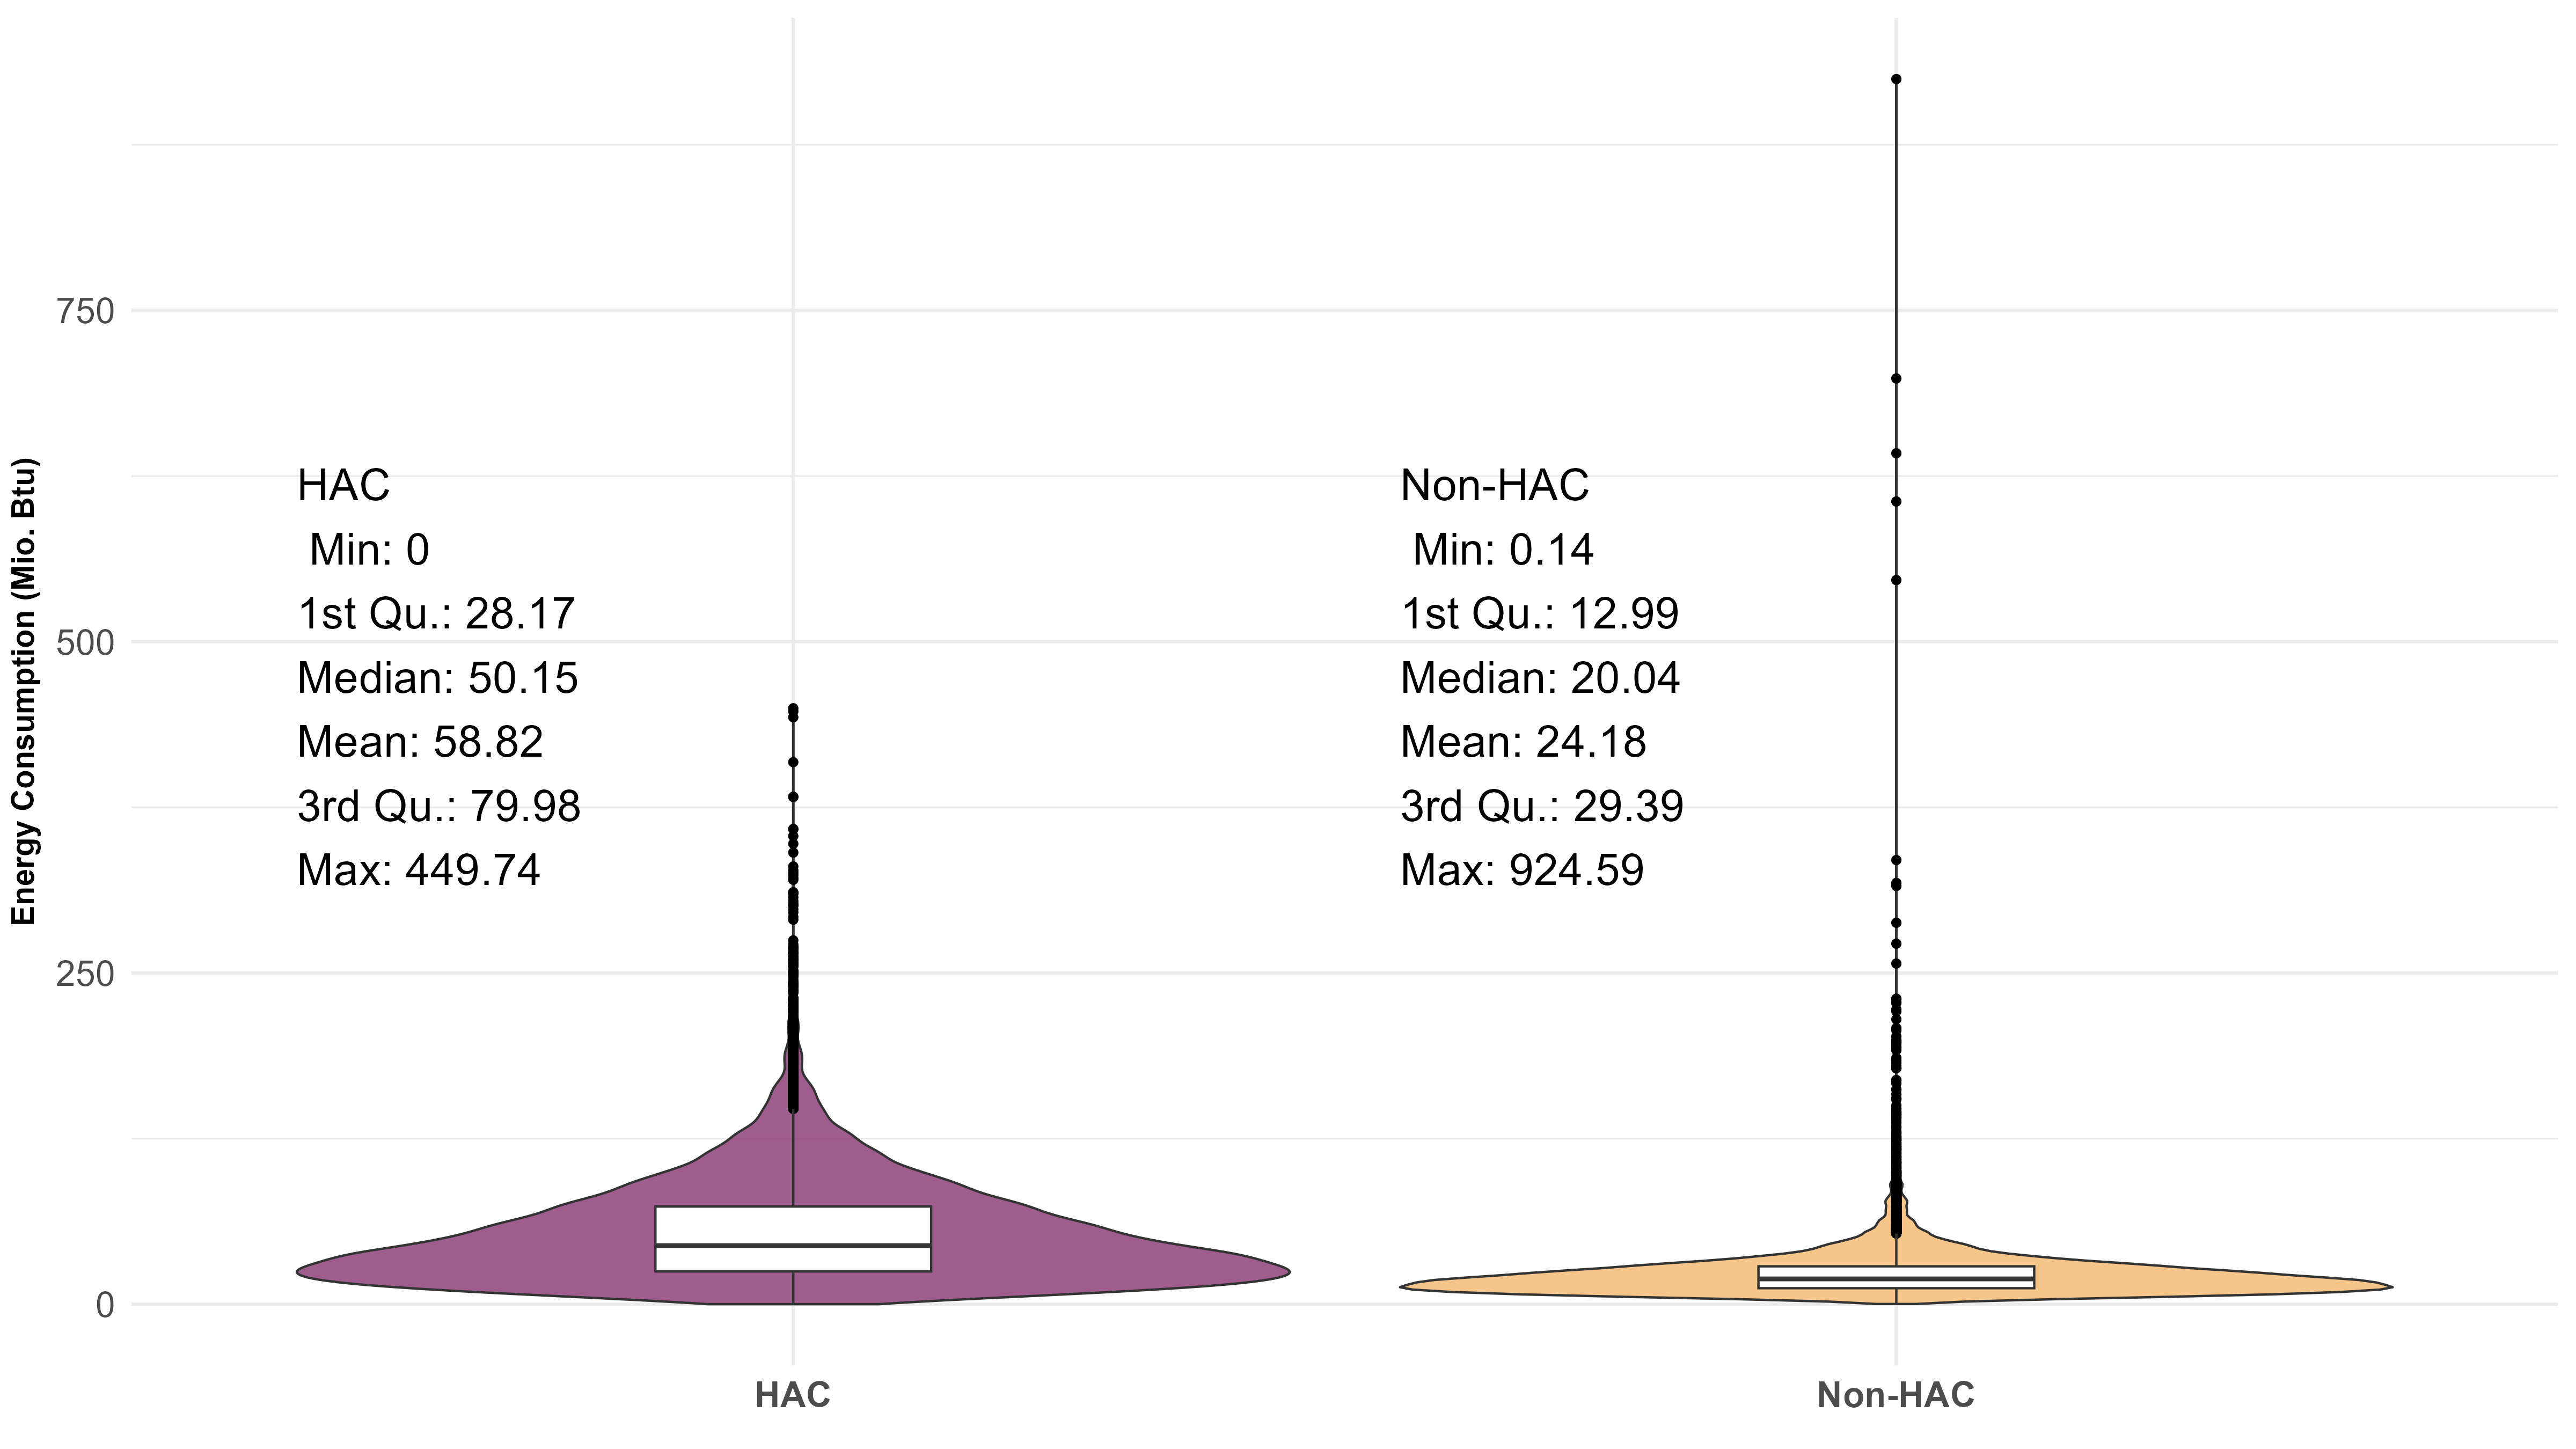 Energy Consumption (Mio. Btu)
750
500
250
0
HAC
Min: 0
1st Qu.: 28.17
Median: 50.15
Mean: 58.82
3rd Qu.: 79.98
Max: 449.74
Non-HAC
Min: 0.14
1st Qu.: 12.99
Median: 20.04
Mean: 24.18
3rd Qu.: 29.39
Max: 924.59
HAC
Non-HAC